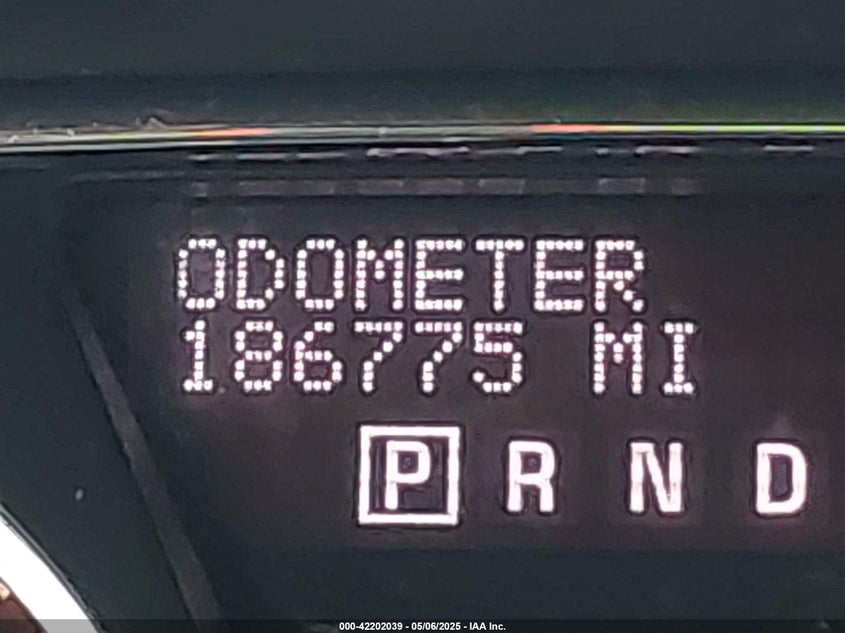 ODOMETER
186775 MI
P R N D
000-42202039 - 05/06/2025 - IAA Inc.